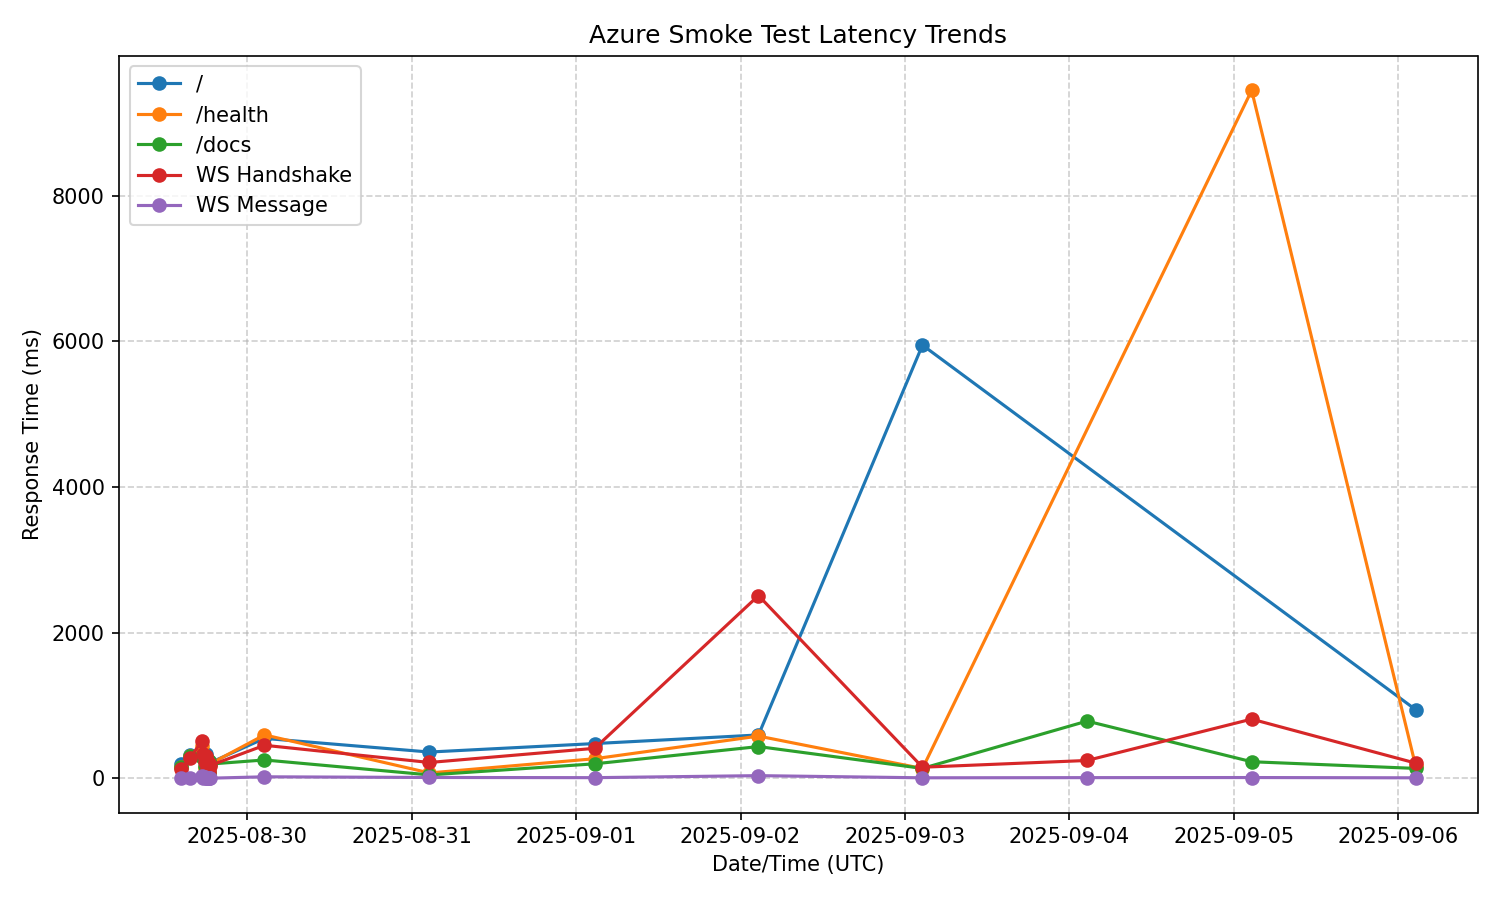 Azure Smoke Test Latency Trends
/
/health
/docs
WS Handshake
WS Message
8000
6000
4000
2000
0
Response Time (ms)
2025-08-30 2025-08-31 2025-09-01 2025-09-02 2025-09-03 2025-09-04 2025-09-05 2025-09-06
Date/Time (UTC)